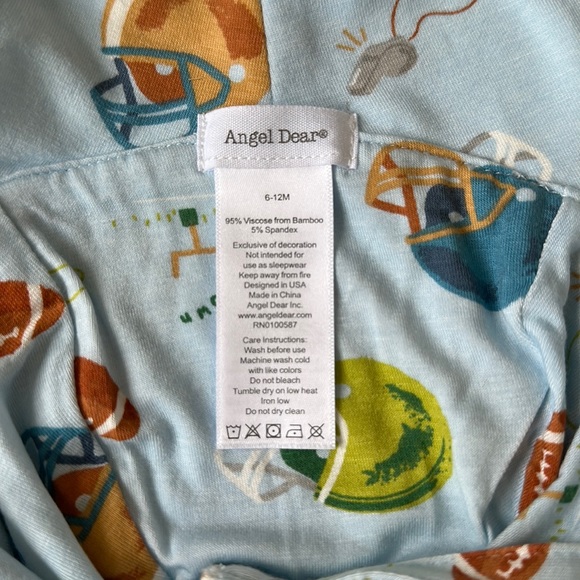 Angel Dear®
6-12M
95% Viscose from Bamboo
5% Spandex
Exclusive of decoration
Not intended for
use as sleepwear
Keep away from fire
Designed in USA
Made in China
Angel Dear Inc.
www.angeldear.com
RN0100587
Care Instructions:
Wash before use
Machine wash cold
with like colors
Do not bleach
Tumble dry on low heat
Iron low
Do not dry clean